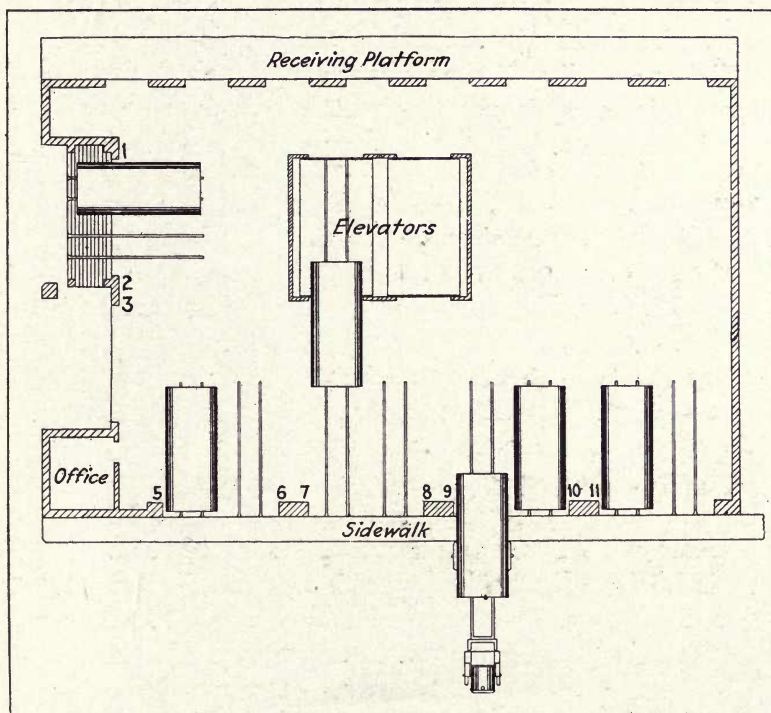 Receiving Platform
1
Elevators
2
3
Office
5
6 7
8 9
10 11
Sidewalk